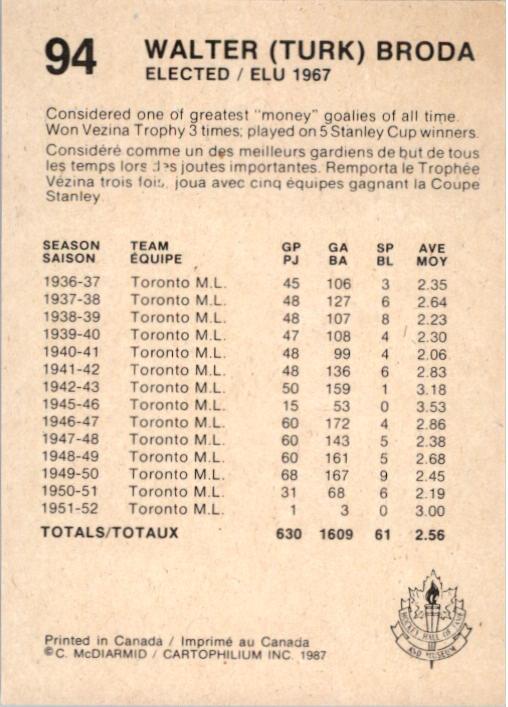 94 WALTER (TURK) BRODA
ELECTED / ELU 1967
Considered one of greatest "money" goalies of all time.
Won Vezina Trophy 3 times; played on 5 Stanley Cup winners.
Considéré comme un des meilleurs gardiens de but de tous
les temps lors des joutes importantes. Remporta le Trophée
Vézina trois fois, joua avec cinq équipes gagnant la Coupe
Stanley
SEASON TEAM GP GA SP AVE
SAISON ÉQUIPE PJ BA BL MOY
1936-37 Toronto M.L. 45 106 3 2.35
1937-38 Toronto M.L. 48 127 6 2.64
1938-39 Toronto M.L. 48 107 8 2.23
1939-40 Toronto M.L. 47 108 4 2.30
1940-41 Toronto M.L. 48 99 4 2.06
1941-42 Toronto M.L. 48 136 6 2.83
1942-43 Toronto M.L. 50 159 1 3.18
1945-46 Toronto M.L. 15 53 0 3.53
1946-47 Toronto M.L. 60 172 4 2.86
1947-48 Toronto M.L. 60 143 5 2.38
1948-49 Toronto M.L. 60 161 5 2.68
1949-50 Toronto M.L. 68 167 9 2.45
1950-51 Toronto M.L. 31 68 6 2.19
1951-52 Toronto M.L. 1 3 0 3.00
TOTALS/TOTAUX 630 1609 61 2.56
HOCKEY HALL OF FAME
AND MUSEUM
Printed in Canada / Imprimé au Canada
©C. McDIARMID / CARTOPHILIUM INC. 1987